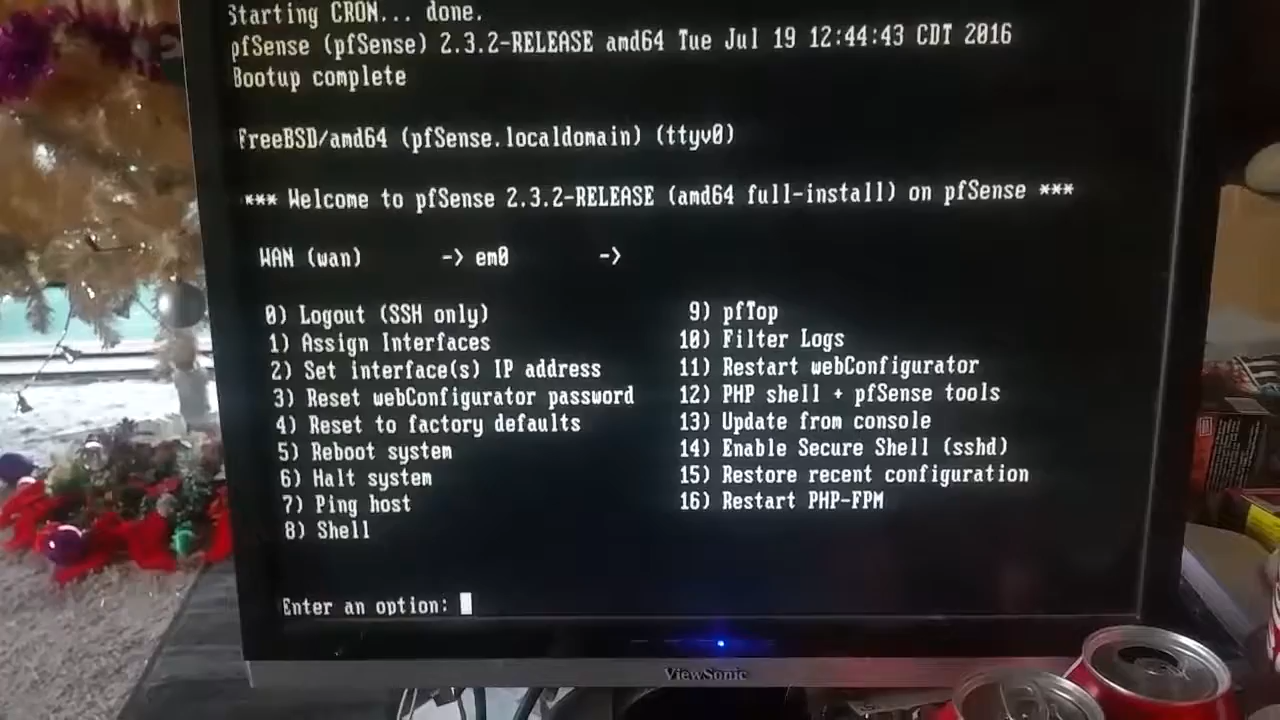 Starting CRON... done.
pfSense (pfSense) 2.3.2-RELEASE amd64 Tue Jul 19 12:44:43 CDT 2016
Bootup complete
FreeBSD/amd64 (pfSense.localdomain) (ttyv0)
*** Welcome to pfSense 2.3.2-RELEASE (amd64 full-install) on pfSense ***
WAN (wan) -> em0 ->
0) Logout (SSH only)
1) Assign Interfaces
2) Set interface(s) IP address
3) Reset webConfigurator password
4) Reset to factory defaults
5) Reboot system
6) Halt system
7) Ping host
8) Shell
9) pfTop
10) Filter Logs
11) Restart webConfigurator
12) PHP shell + pfSense tools
13) Update from console
14) Enable Secure Shell (sshd)
15) Restore recent configuration
16) Restart PHP-FPM
Enter an option:
ViewSonic